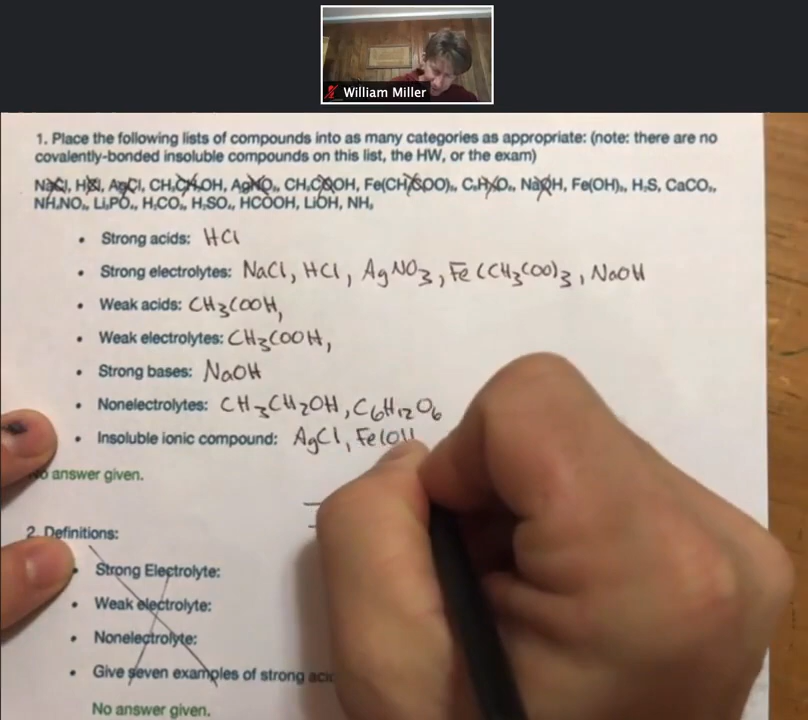 William Miller
1. Place the following lists of compounds into as many categories as appropriate: (note: there are no
covalently-bonded insoluble compounds on this list, the HW, or the exam)
NaCl, HCl, AgCl, CH₃CH₂OH, AgNO₃, CH₃COOH, Fe(CH₃COO)₃, C₆H₁₂O₆, NaOH, Fe(OH)₃, H₂S, CaCO₃,
NH₄NO₃, Li₃PO₄, H₂CO₃, H₂SO₄, HCOOH, LiOH, NH₃
• Strong acids: HCl
• Strong electrolytes: NaCl, HCl, AgNO₃, Fe(CH₃COO)₃, NaOH
• Weak acids: CH₃COOH,
• Weak electrolytes: CH₃COOH,
• Strong bases: NaOH
• Nonelectrolytes: CH₃CH₂OH, C₆H₁₂O₆
• Insoluble ionic compound: AgCl, Fe(OH
No answer given.
2. Definitions:
• Strong Electrolyte:
• Weak electrolyte:
• Nonelectrolyte:
• Give seven examples of strong acid
No answer given.